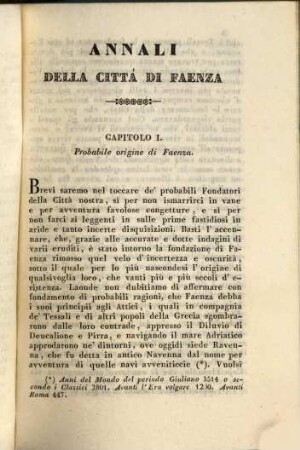 ANNALI
DELLA CITTÁ DI FAENZA
CAPITOLO I.
Probabile origine di Faenza.
Brevi saremo nel toccare de' probabili Fondatori
della Città nostra, sì per non ismarrirci in vane
e per avventura favolose congetture, e sì per
non farci ai leggenti in sulle prime fastidiosi in
aride e tanto incerte disquisizioni. Basti l'accen-
nare, che, grazie alle accurate e dotte indagini di
varii eruditi, è stato intorno la fondazione di Fa-
enza rimosso quel velo d'incertezza e oscurità,
sotto il quale per lo più nascondesi l'origine di
qualsivoglia loco, che vanti più e più secoli d'e-
sistenza. Laonde non dubitiamo di affermare con
fondamento di probabili ragioni, che Faenza debba
i suoi principii agli Attici, i quali in compagnia
de' Tessali e di altri popoli della Grecia sgombra-
rono dalle loro contrade, appresso il Diluvio di
Deucalione e Pirra, e navigando il mare Adriatico
approdarono ne' dintorni, ove oggidì siede Raven-
na, che fu detta in antico Navenna dal nome per
avventura di quelle navi avveniticcie (*). Vuolsi
(*) Anni del Mondo del periodo Giuliano 3514 o se-
condo i Classici 2801. Avanti l'Era volgare 1200. Avanti
Roma 447.